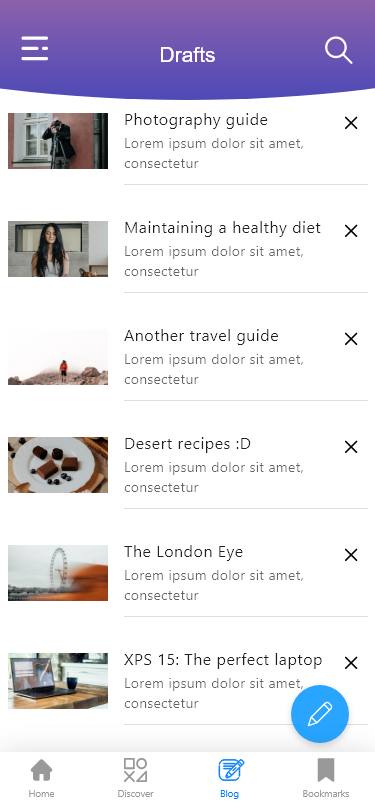 Drafts
Photography guide
Lorem ipsum dolor sit amet,
consectetur
Maintaining a healthy diet
Lorem ipsum dolor sit amet,
consectetur
Another travel guide
Lorem ipsum dolor sit amet,
consectetur
Desert recipes :D
Lorem ipsum dolor sit amet,
consectetur
The London Eye
Lorem ipsum dolor sit amet,
consectetur
XPS 15: The perfect laptop
Lorem ipsum dolor sit amet,
consectetur
Home
Discover
Blog
Bookmarks